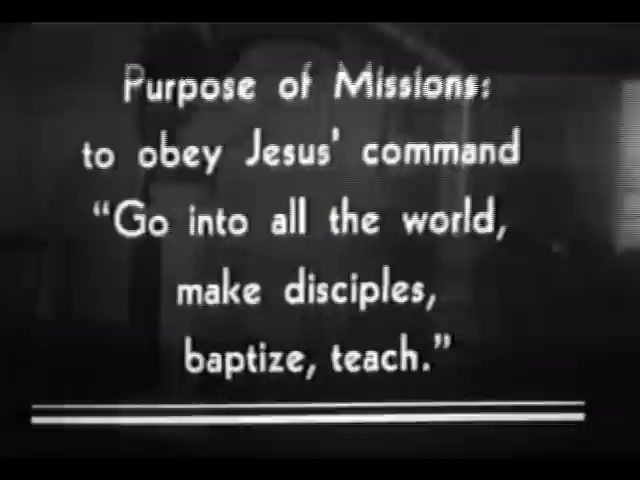 Purpose of Missions:
to obey Jesus' command
“Go into all the world,
make disciples,
baptize, teach.”